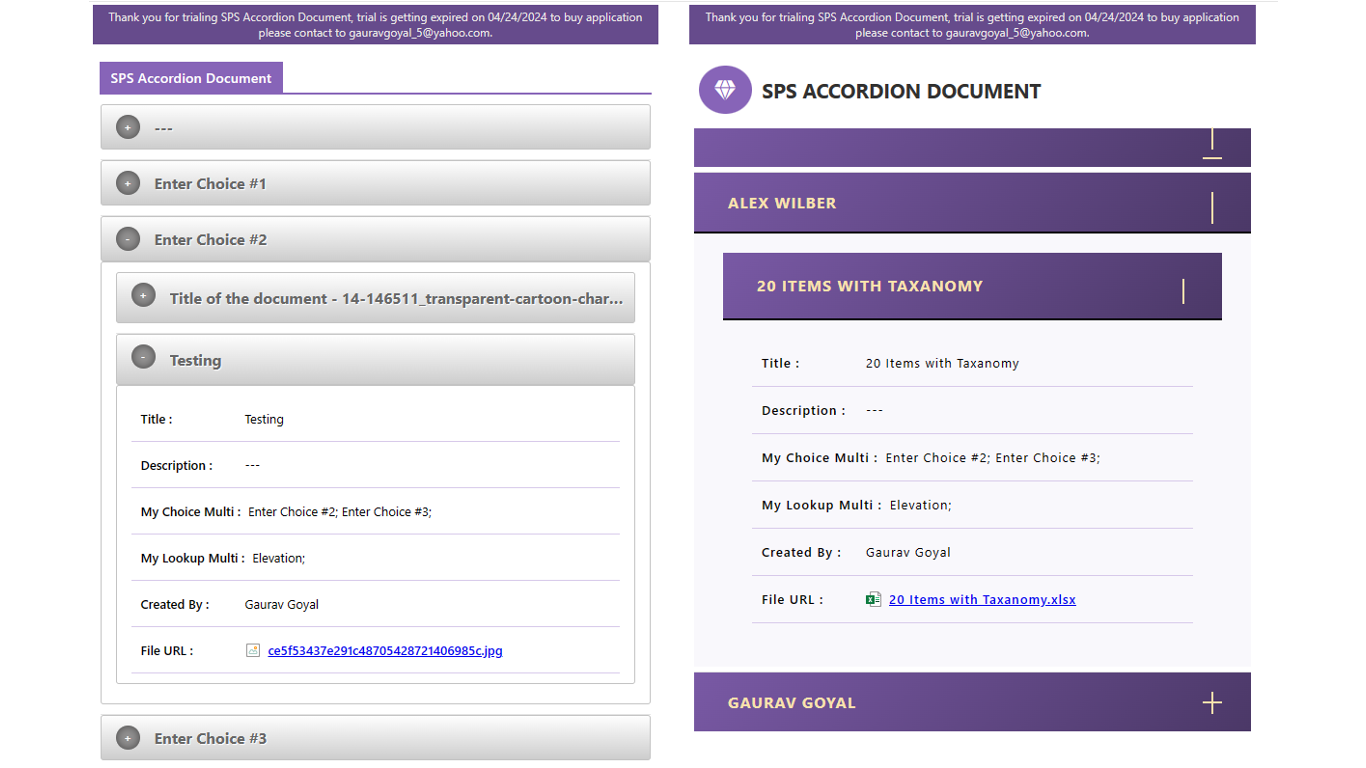 Thank you for trialing SPS Accordion Document, trial is getting expired on 04/24/2024 to buy application
please contact to gauravgoyal_5@yahoo.com.
SPS Accordion Document
+ ---
+ Enter Choice #1
- Enter Choice #2
+ Title of the document - 14-146511_transparent-cartoon-char...
- Testing
Title : Testing
Description : ---
My Choice Multi : Enter Choice #2; Enter Choice #3;
My Lookup Multi : Elevation;
Created By : Gaurav Goyal
File URL : ce5f53437e291c48705428721406985c.jpg
+ Enter Choice #3
Thank you for trialing SPS Accordion Document, trial is getting expired on 04/24/2024 to buy application
please contact to gauravgoyal_5@yahoo.com.
SPS ACCORDION DOCUMENT
ALEX WILBER
20 ITEMS WITH TAXANOMY
Title : 20 Items with Taxanomy
Description : ---
My Choice Multi : Enter Choice #2; Enter Choice #3;
My Lookup Multi : Elevation;
Created By : Gaurav Goyal
File URL : 20 Items with Taxanomy.xlsx
GAURAV GOYAL